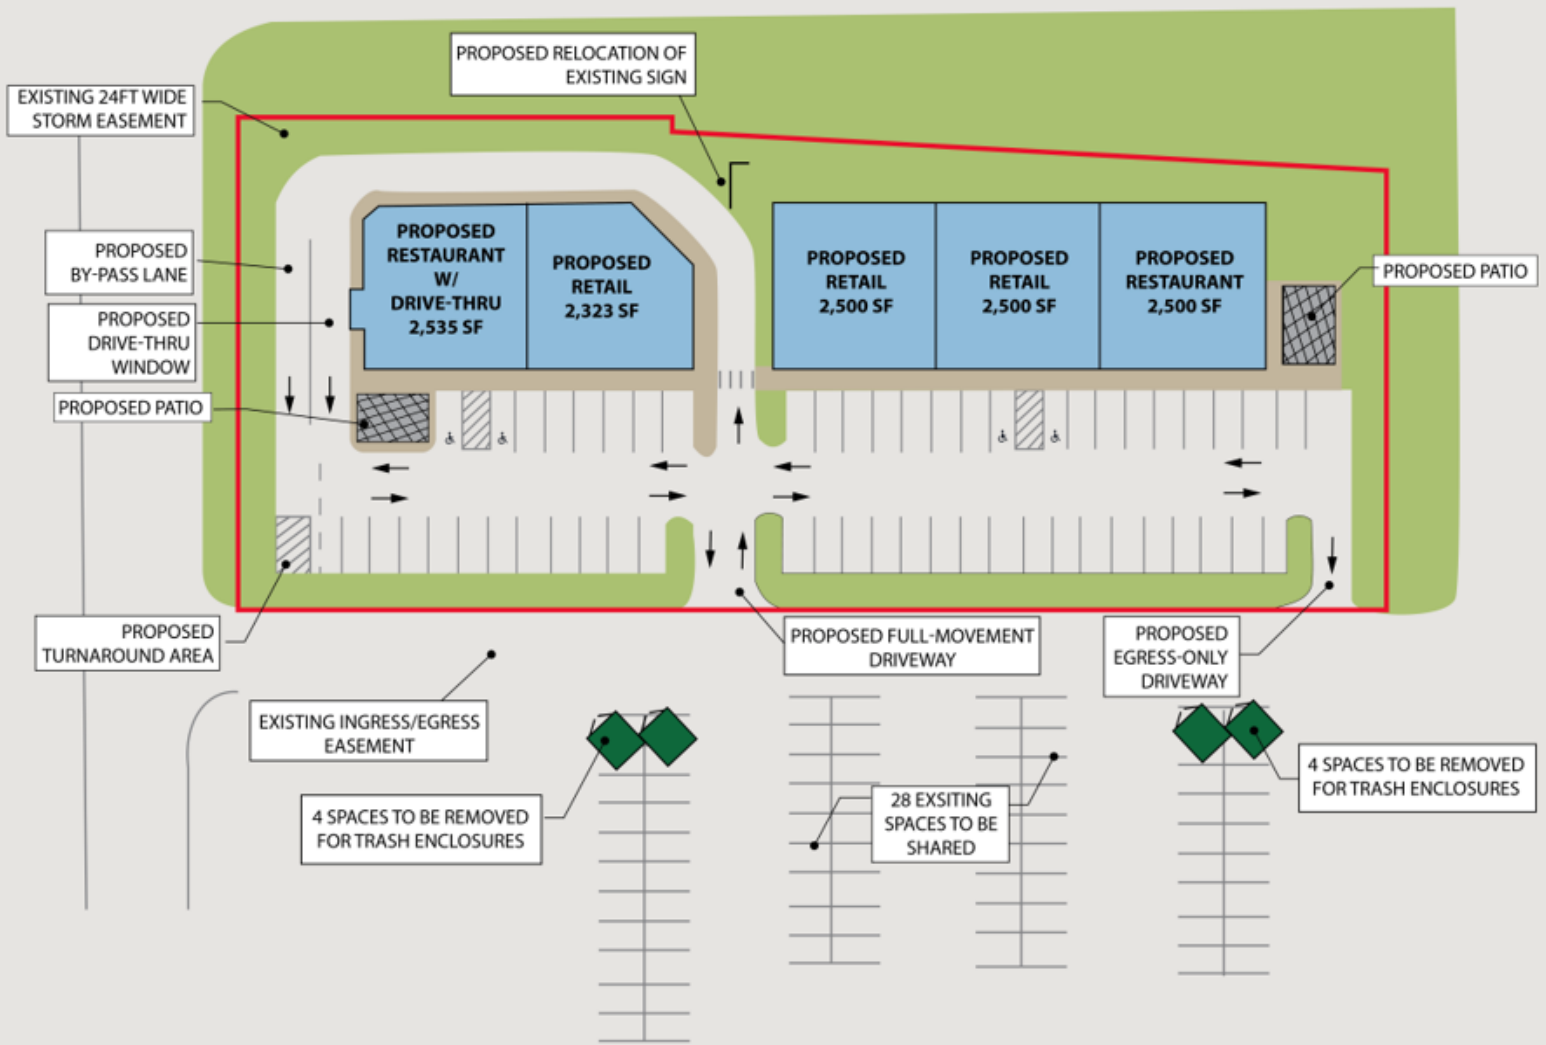 PROPOSED RELOCATION OF
EXISTING SIGN
EXISTING 24FT WIDE
STORM EASEMENT
PROPOSED
BY-PASS LANE
PROPOSED
DRIVE-THRU
WINDOW
PROPOSED PATIO
PROPOSED
RESTAURANT
W/
DRIVE-THRU
2,535 SF
PROPOSED
RETAIL
2,323 SF
PROPOSED
RETAIL
2,500 SF
PROPOSED
RETAIL
2,500 SF
PROPOSED
RESTAURANT
2,500 SF
PROPOSED PATIO
PROPOSED
TURNAROUND AREA
EXISTING INGRESS/EGRESS
EASEMENT
PROPOSED FULL-MOVEMENT
DRIVEWAY
PROPOSED
EGRESS-ONLY
DRIVEWAY
4 SPACES TO BE REMOVED
FOR TRASH ENCLOSURES
28 EXSITING
SPACES TO BE
SHARED
4 SPACES TO BE REMOVED
FOR TRASH ENCLOSURES